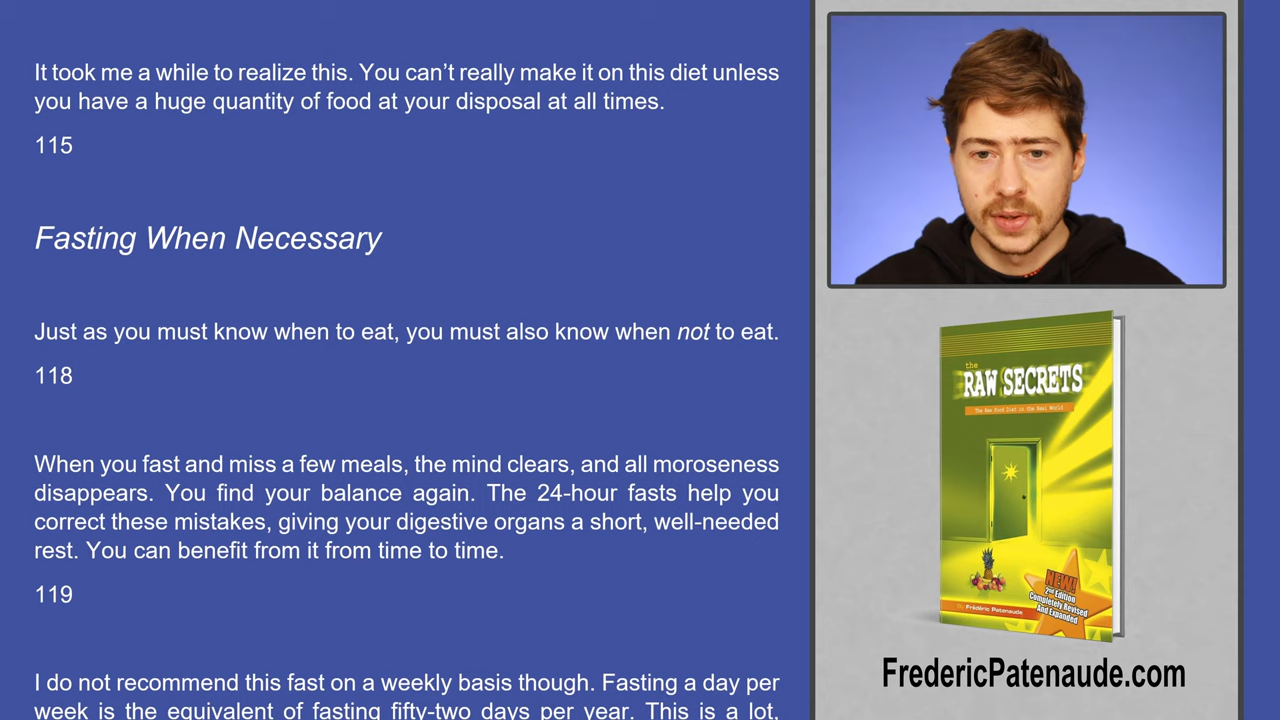 It took me a while to realize this. You can’t really make it on this diet unless
you have a huge quantity of food at your disposal at all times.
115
Fasting When Necessary
Just as you must know when to eat, you must also know when not to eat.
118
When you fast and miss a few meals, the mind clears, and all moroseness
disappears. You find your balance again. The 24-hour fasts help you
correct these mistakes, giving your digestive organs a short, well-needed
rest. You can benefit from it from time to time.
119
I do not recommend this fast on a weekly basis though. Fasting a day per
week is the equivalent of fasting fifty-two days per year. This is a lot,
the
RAW SECRETS
The Raw Food Diet in the Real World
NEW!
2nd Edition
Completely Revised
And Expanded
By Frédéric Patenaude
FredericPatenaude.com